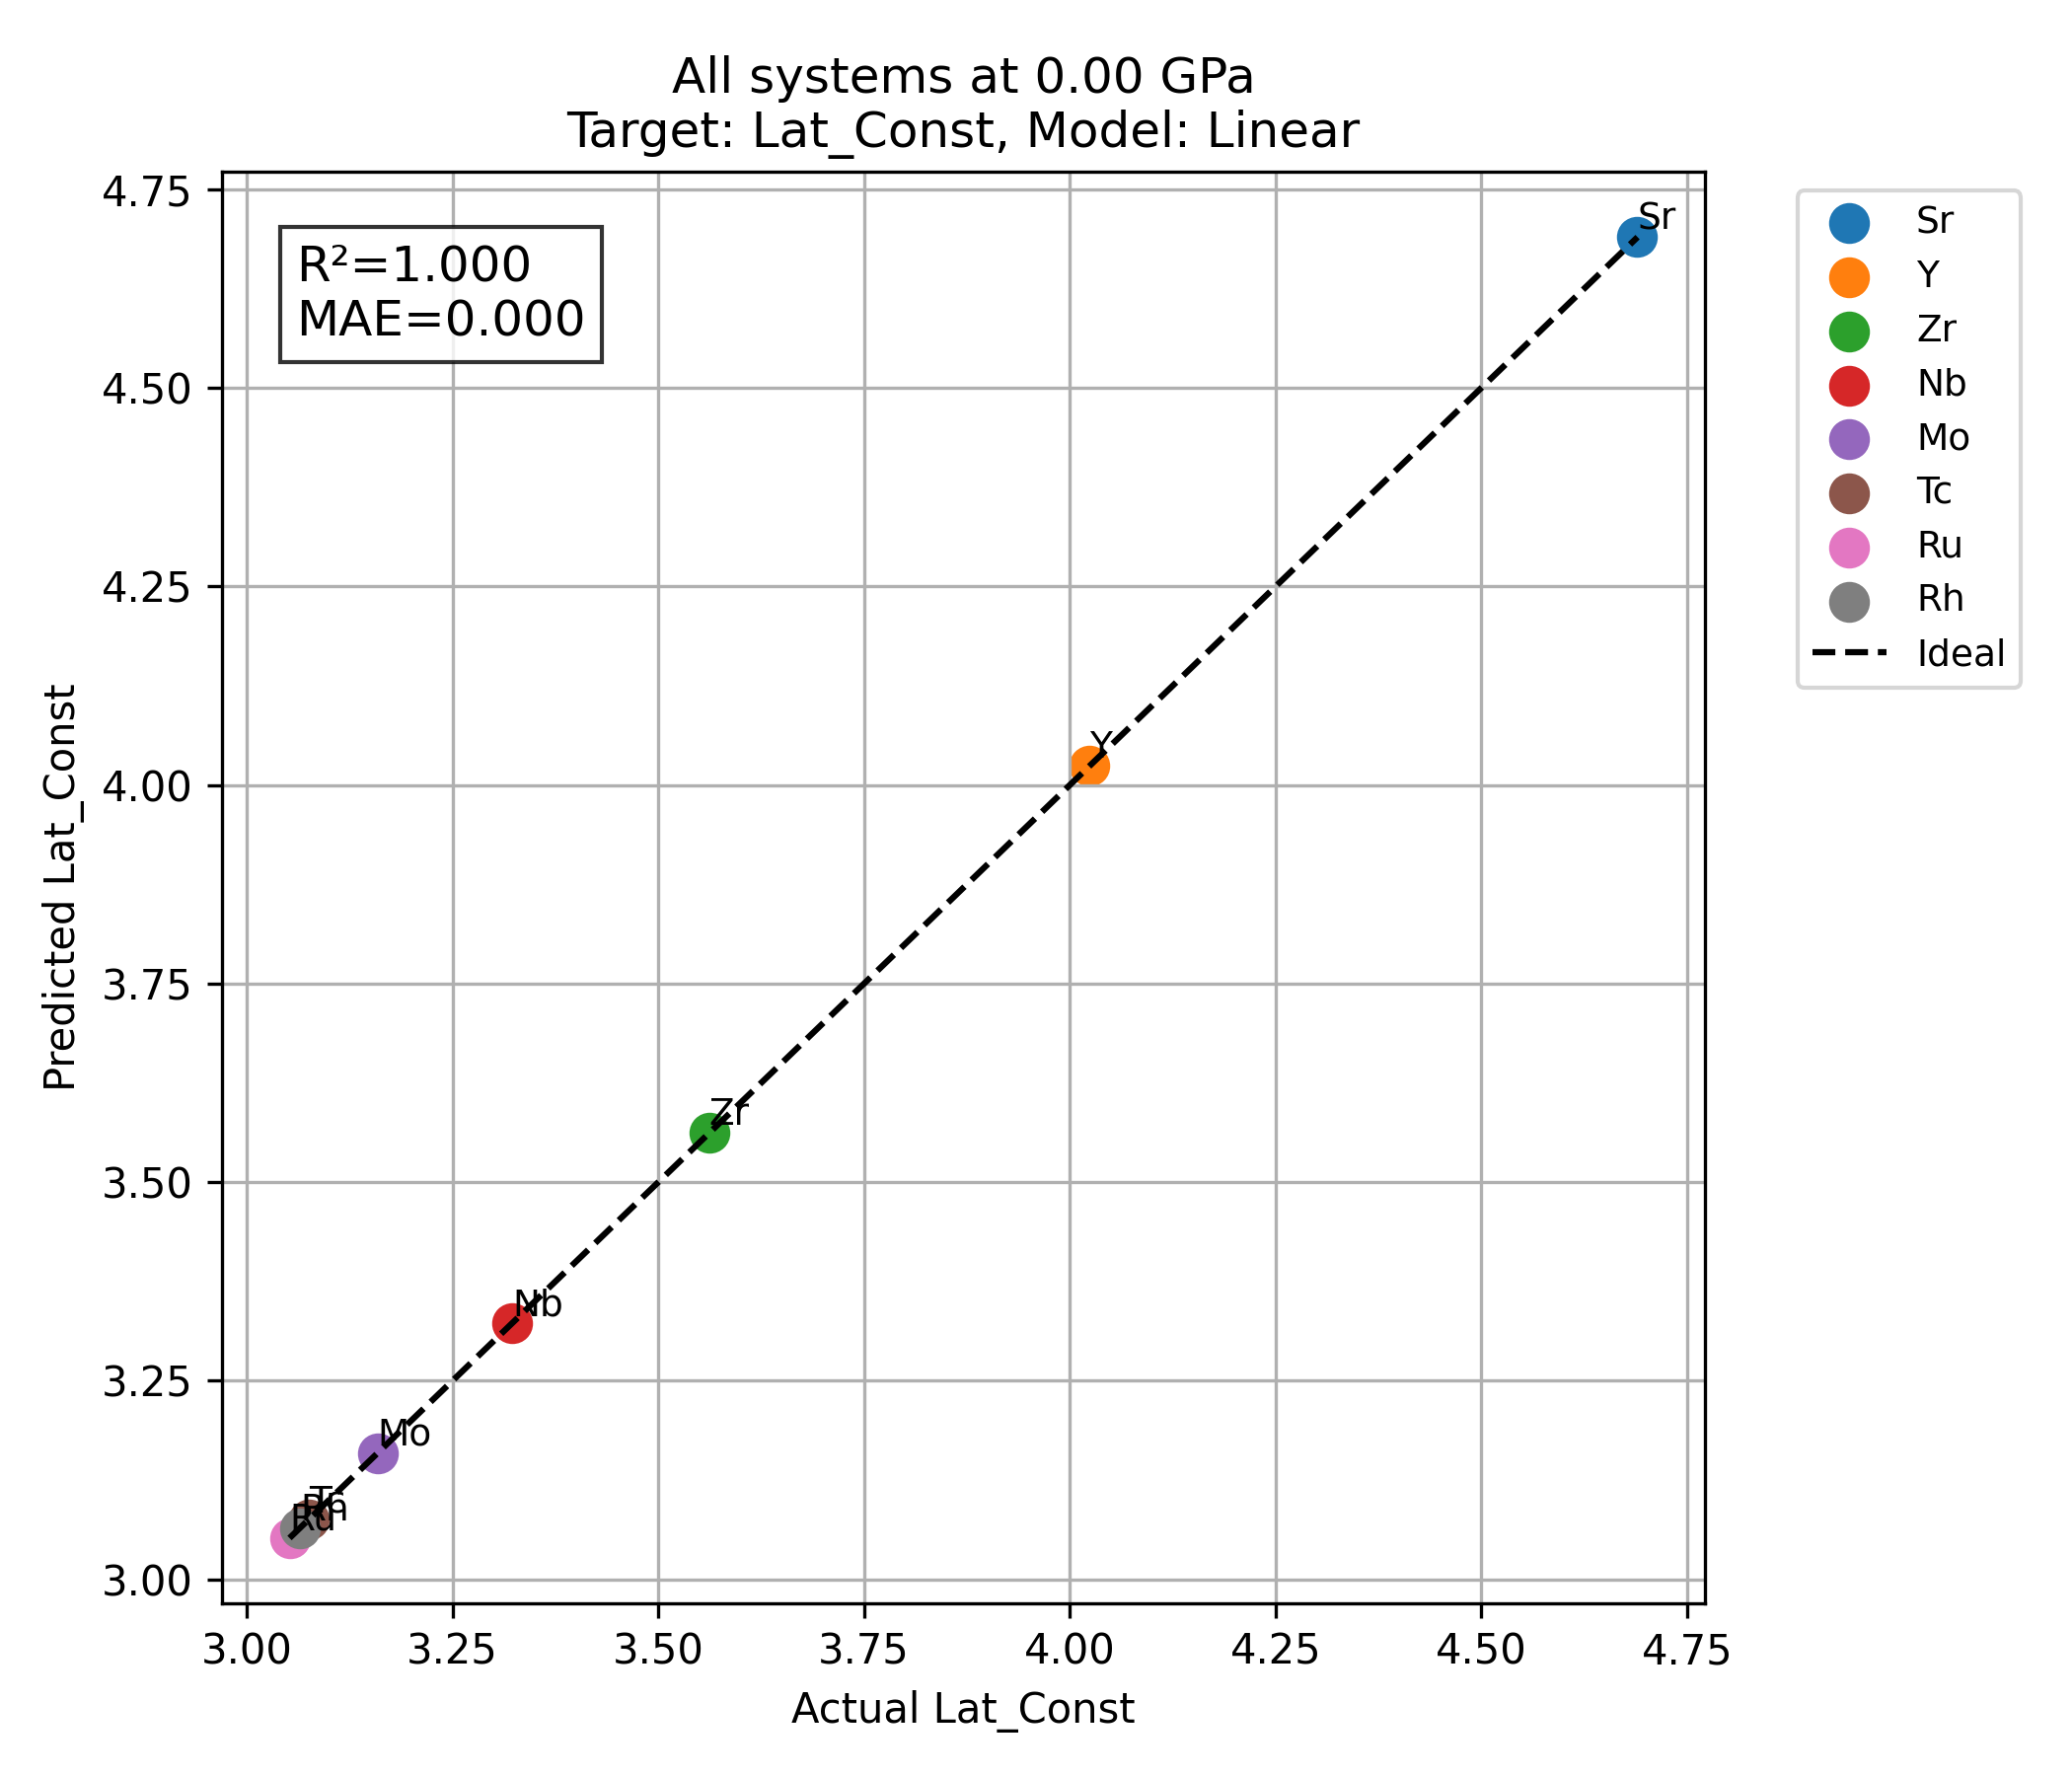 All systems at 0.00 GPa
Target: Lat_Const, Model: Linear
R²=1.000
MAE=0.000
Predicted Lat_Const
4.75
4.50
4.25
4.00
3.75
3.50
3.25
3.00
Sr
Y
Zr
Nb
Mo
Tc
Rh
Ru
3.00 3.25 3.50 3.75 4.00 4.25 4.50 4.75
Actual Lat_Const
Sr
Y
Zr
Nb
Mo
Tc
Ru
Rh
Ideal